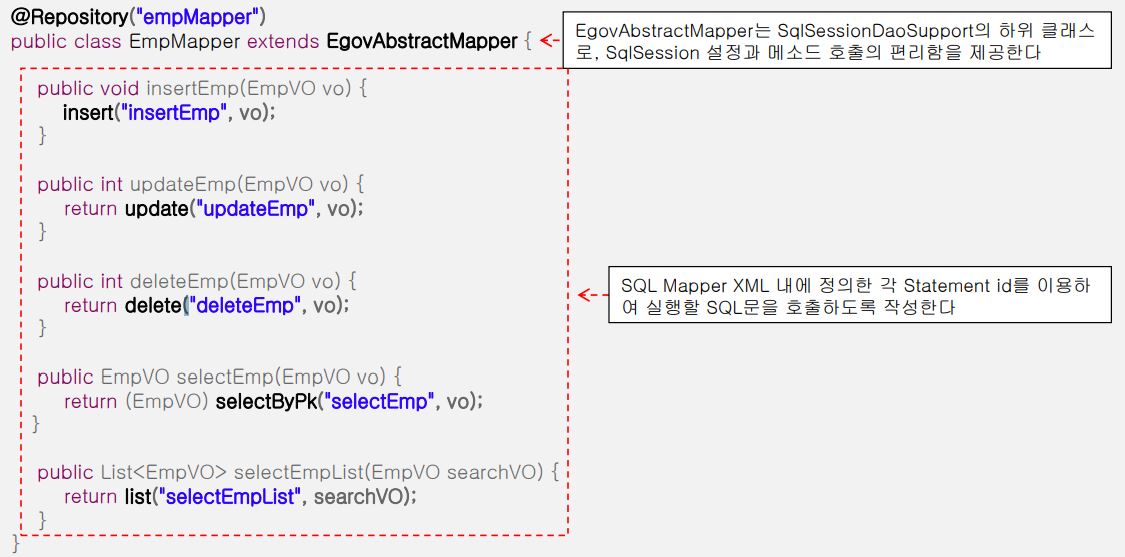 @Repository("empMapper")
public class EmpMapper extends EgovAbstractMapper {
EgovAbstractMapper는 SqlSessionDaoSupport의 하위 클래스
로, SqlSession 설정과 메소드 호출의 편리함을 제공한다
public void insertEmp(EmpVO vo) {
insert("insertEmp", vo);
}
public int updateEmp(EmpVO vo) {
return update("updateEmp", vo);
}
public int deleteEmp(EmpVO vo) {
return delete("deleteEmp", vo);
}
SQL Mapper XML 내에 정의한 각 Statement id를 이용하
여 실행할 SQL문을 호출하도록 작성한다
public EmpVO selectEmp(EmpVO vo) {
return (EmpVO) selectByPk("selectEmp", vo);
}
public List<EmpVO> selectEmpList(EmpVO searchVO) {
return list("selectEmpList", searchVO);
}
}